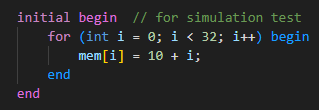 initial begin  // for simulation test
    for (int i = 0; i < 32; i++) begin
        mem[i] = 10 + i;
    end
end